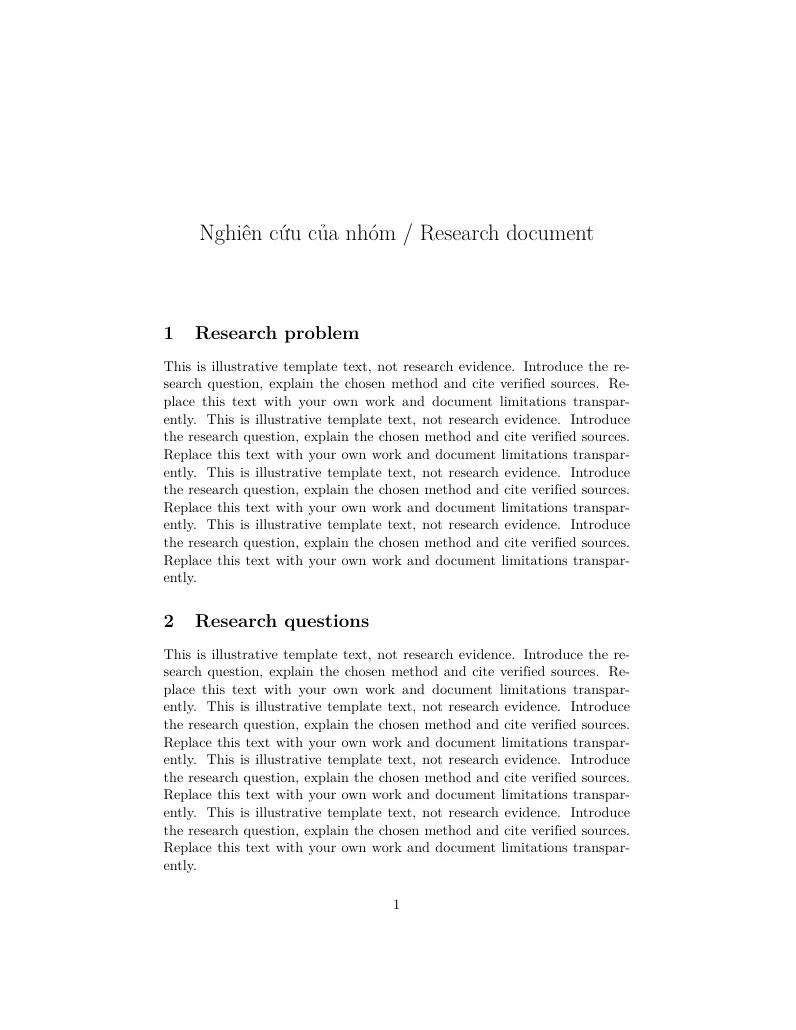 Nghiên cứu của nhóm / Research document
1 Research problem
This is illustrative template text, not research evidence. Introduce the re-
search question, explain the chosen method and cite verified sources. Re-
place this text with your own work and document limitations transpar-
ently. This is illustrative template text, not research evidence. Introduce
the research question, explain the chosen method and cite verified sources.
Replace this text with your own work and document limitations transpar-
ently. This is illustrative template text, not research evidence. Introduce
the research question, explain the chosen method and cite verified sources.
Replace this text with your own work and document limitations transpar-
ently. This is illustrative template text, not research evidence. Introduce
the research question, explain the chosen method and cite verified sources.
Replace this text with your own work and document limitations transpar-
ently.
2 Research questions
This is illustrative template text, not research evidence. Introduce the re-
search question, explain the chosen method and cite verified sources. Re-
place this text with your own work and document limitations transpar-
ently. This is illustrative template text, not research evidence. Introduce
the research question, explain the chosen method and cite verified sources.
Replace this text with your own work and document limitations transpar-
ently. This is illustrative template text, not research evidence. Introduce
the research question, explain the chosen method and cite verified sources.
Replace this text with your own work and document limitations transpar-
ently. This is illustrative template text, not research evidence. Introduce
the research question, explain the chosen method and cite verified sources.
Replace this text with your own work and document limitations transpar-
ently.
1